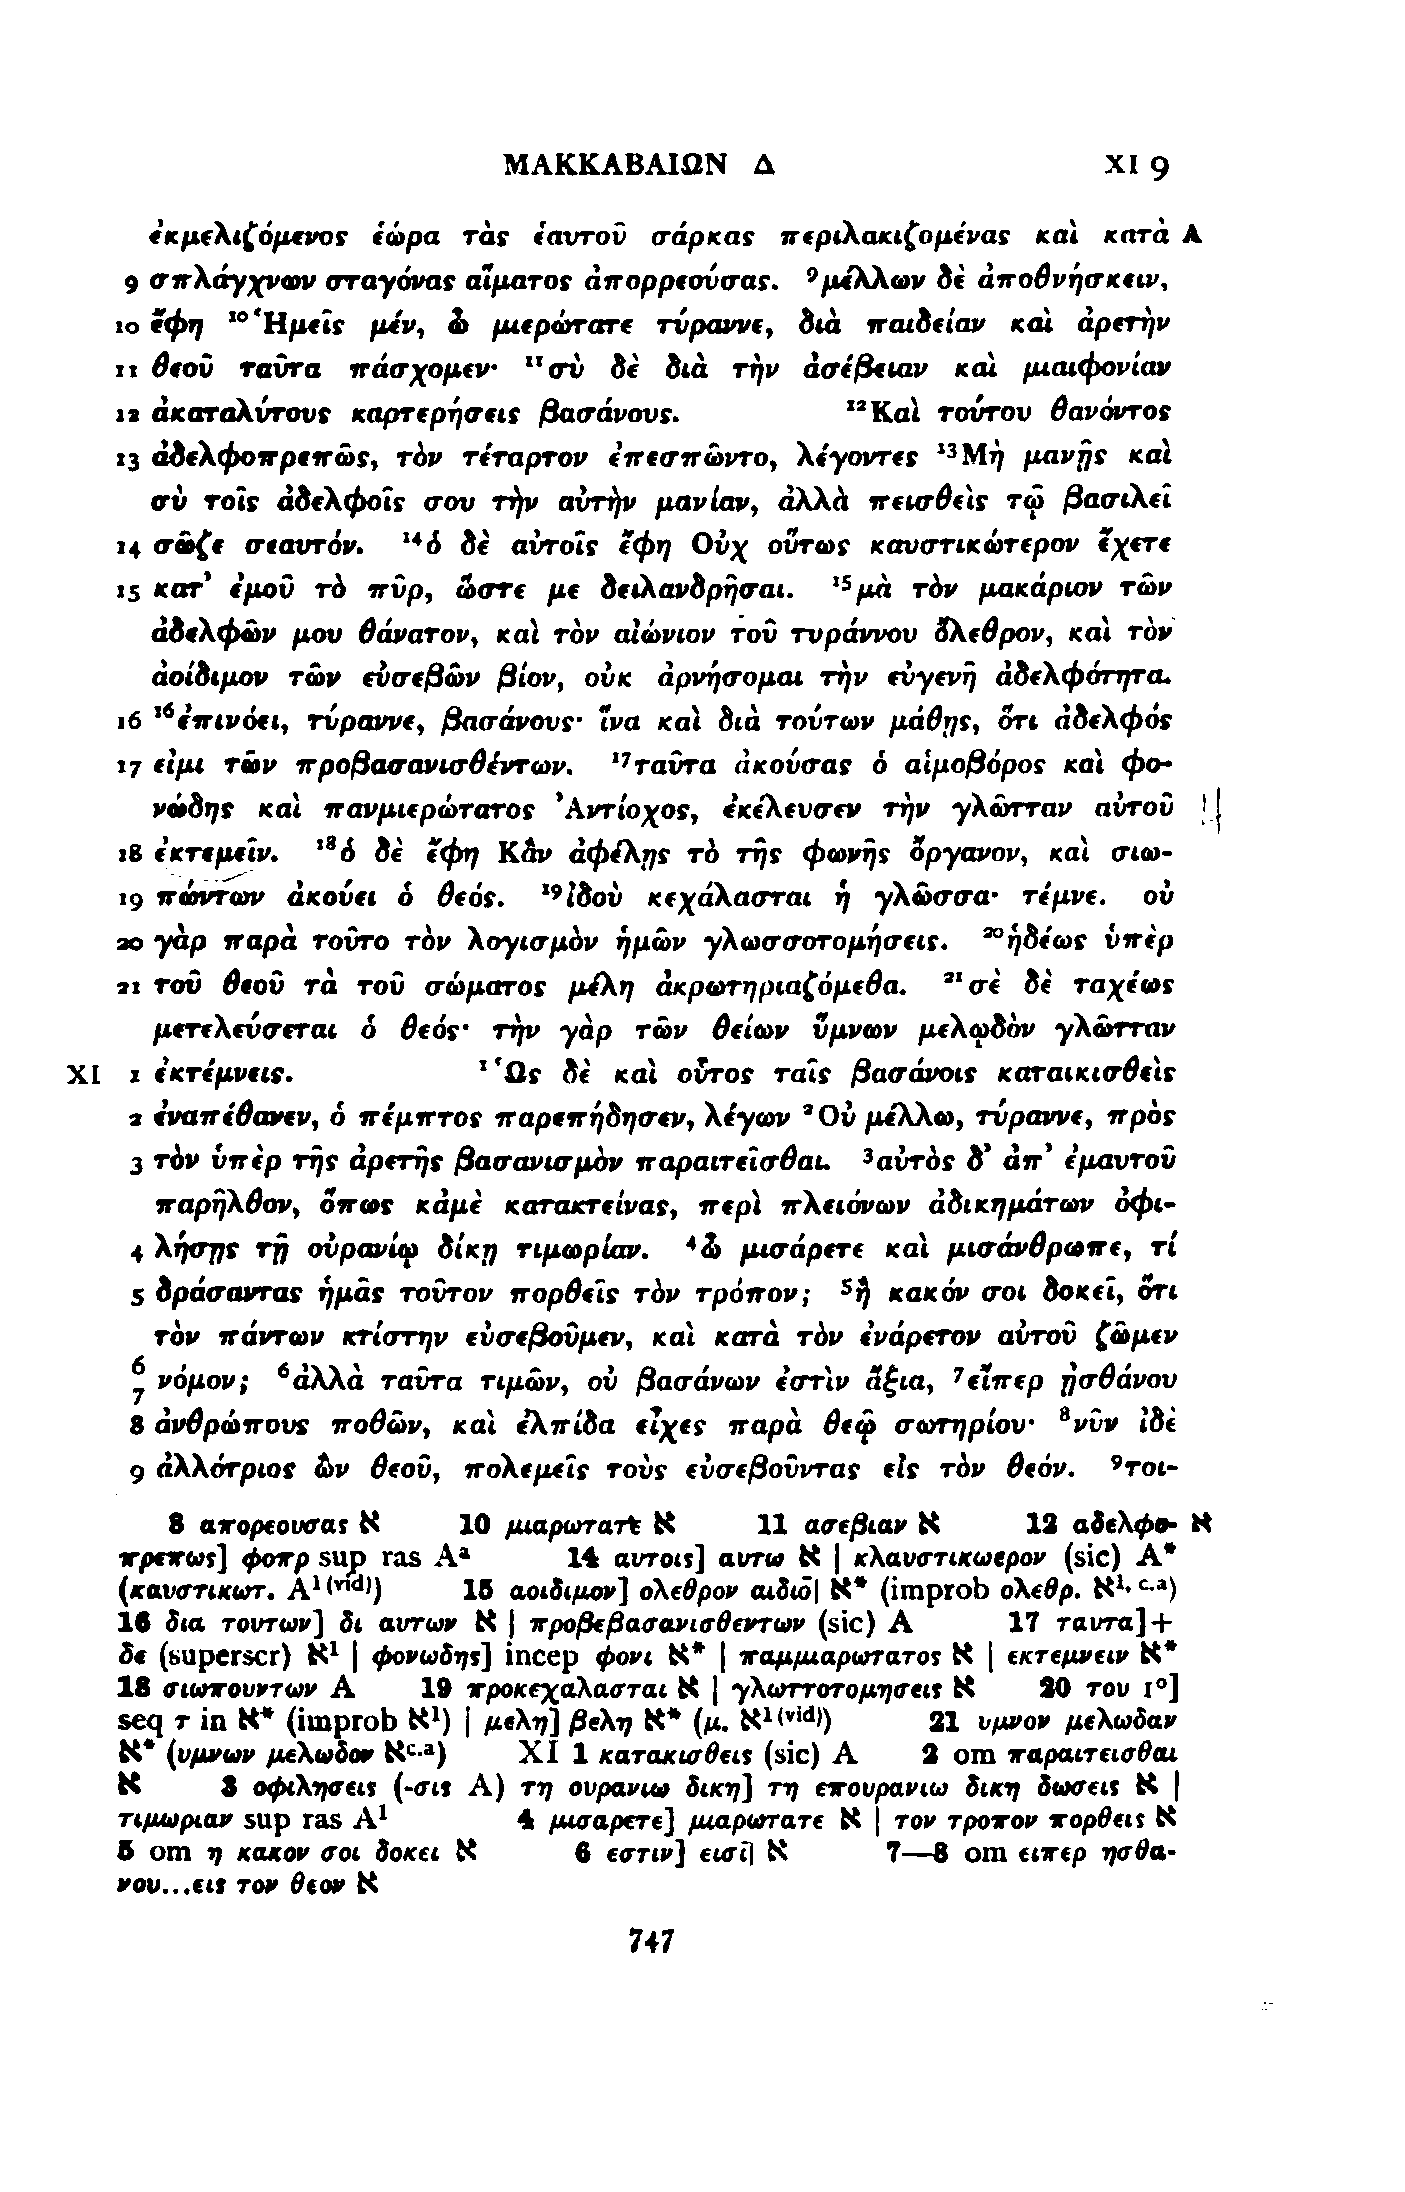 ΜΑΚΚΑΒΑΙΩΝ Δ XI 9
ἐκμελιζόμενος ἑώρα τὰς ἑαυτοῦ σάρκας περιλακιζομένας καὶ κατὰ A
9 σπλάγχνων σταγόνας αἵματος ἀπορρεούσας. ⁹μέλλων δὲ ἀποθνήσκειν,
10 ἔφη ¹⁰Ἡμεῖς μέν, ὦ μιερώτατε τύραννε, διὰ παιδείαν καὶ ἀρετὴν
11 θεοῦ ταῦτα πάσχομεν· ¹¹σὺ δὲ διὰ τὴν ἀσέβειαν καὶ μιαιφονίαν
12 ἀκαταλύτους καρτερήσεις βασάνους. ¹²Καὶ τούτου θανόντος
13 ἀδελφοπρεπῶς, τὸν τέταρτον ἐπεσπῶντο, λέγοντες ¹³Μὴ μανῇς καὶ
σὺ τοῖς ἀδελφοῖς σου τὴν αὐτὴν μανίαν, ἀλλὰ πεισθεὶς τῷ βασιλεῖ
14 σῶζε σεαυτόν. ¹⁴ὁ δὲ αὐτοῖς ἔφη Οὐχ οὕτως καυστικώτερον ἔχετε
15 κατ᾽ ἐμοῦ τὸ πῦρ, ὥστε με δειλανδρῆσαι. ¹⁵μὰ τὸν μακάριον τῶν
ἀδελφῶν μου θάνατον, καὶ τὸν αἰώνιον τοῦ τυράννου ὄλεθρον, καὶ τὸν
ἀοίδιμον τῶν εὐσεβῶν βίον, οὐκ ἀρνήσομαι τὴν εὐγενῆ ἀδελφότητα.
16 ¹⁶ἐπινόει, τύραννε, βασάνους· ἵνα καὶ διὰ τούτων μάθῃς, ὅτι ἀδελφός
17 εἰμι τῶν προβασανισθέντων. ¹⁷ταῦτα ἀκούσας ὁ αἱμοβόρος καὶ φο-
νώδης καὶ πανμιερώτατος Ἀντίοχος, ἐκέλευσεν τὴν γλῶτταν αὐτοῦ
18 ἐκτεμεῖν. ¹⁸ὁ δὲ ἔφη Κἂν ἀφέλῃς τὸ τῆς φωνῆς ὄργανον, καὶ σιω-
19 πώντων ἀκούει ὁ θεός. ¹⁹ἰδοὺ κεχάλασται ἡ γλῶσσα· τέμνε. οὐ
20 γὰρ παρὰ τοῦτο τὸν λογισμὸν ἡμῶν γλωσσοτομήσεις. ²⁰ἡδέως ὑπὲρ
21 τοῦ θεοῦ τὰ τοῦ σώματος μέλη ἀκρωτηριαζόμεθα. ²¹σὲ δὲ ταχέως
μετελεύσεται ὁ θεός· τὴν γὰρ τῶν θείων ὕμνων μελῳδὸν γλῶτταν
XI 1 ἐκτέμνεις. ¹Ὡς δὲ καὶ οὗτος ταῖς βασάνοις καταικισθεὶς
2 ἐναπέθανεν, ὁ πέμπτος παρεπήδησεν, λέγων ²Οὐ μέλλω, τύραννε, πρὸς
3 τὸν ὑπὲρ τῆς ἀρετῆς βασανισμὸν παραιτεῖσθαι. ³αὐτὸς δ᾽ ἀπ᾽ ἐμαυτοῦ
παρῆλθον, ὅπως κἀμὲ κατακτείνας, περὶ πλειόνων ἀδικημάτων ὀφι-
4 λήσῃς τῇ οὐρανίῳ δίκῃ τιμωρίαν. ⁴ὦ μισάρετε καὶ μισάνθρωπε, τί
5 δράσαντας ἡμᾶς τοῦτον πορθεῖς τὸν τρόπον; ⁵ἢ κακόν σοι δοκεῖ, ὅτι
τὸν πάντων κτίστην εὐσεβοῦμεν, καὶ κατὰ τὸν ἐνάρετον αὐτοῦ ζῶμεν
6 7 νόμον; ⁶ἀλλὰ ταῦτα τιμῶν, οὐ βασάνων ἐστὶν ἄξια, ⁷εἴπερ ᾐσθάνου
8 ἀνθρώπους ποθῶν, καὶ ἐλπίδα εἶχες παρὰ θεῷ σωτηρίου· ⁸νῦν ἰδὲ
9 ἀλλότριος ὢν θεοῦ, πολεμεῖς τοὺς εὐσεβοῦντας εἰς τὸν θεόν. ⁹τοι-
8 απορεουσας א 10 μιαρωτατε א 11 ασεβιαν א 12 αδελφο- א
πρεπως] φοπρ sup ras Aᵃ 14 αυτοις] αυτω א | κλαυστικωερον (sic) A*
(καυστικωτ. A¹⁽ᵛⁱᵈ⁾) 15 αοιδιμον] ολεθρον αιδιο̄| א* (improb ολεθρ. א¹· ᶜ·ᵃ)
16 δια τουτων] δι αυτων א | προβεβασανισθεντων (sic) A 17 ταυτα]+
δε (superscr) א¹ | φονωδης] incep φονι א* | παμμιαρωτατος א | εκτεμνειν א*
18 σιωπουντων A 19 προκεχαλασται א | γλωττοτομησεις א 20 του 1°]
seq τ in א* (improb א¹) | μελη] βελη א* (μ. א¹⁽ᵛⁱᵈ⁾) 21 υμνον μελωδαν
א* (υμνων μελωδον אᶜ·ᵃ) XI 1 κατακισθεις (sic) A 2 om παραιτεισθαι
א 3 οφιλησεις (-σις A) τη ουρανιω δικη] τη επουρανιω δικη δωσεις א |
τιμωριαν sup ras A¹ 4 μισαρετε] μιαρωτατε א | τον τροπον πορθεις א
5 om η κακον σοι δοκει א 6 εστιν] εισῑ| א 7—8 om ειπερ ησθα-
νου...εις τον θεον א
747